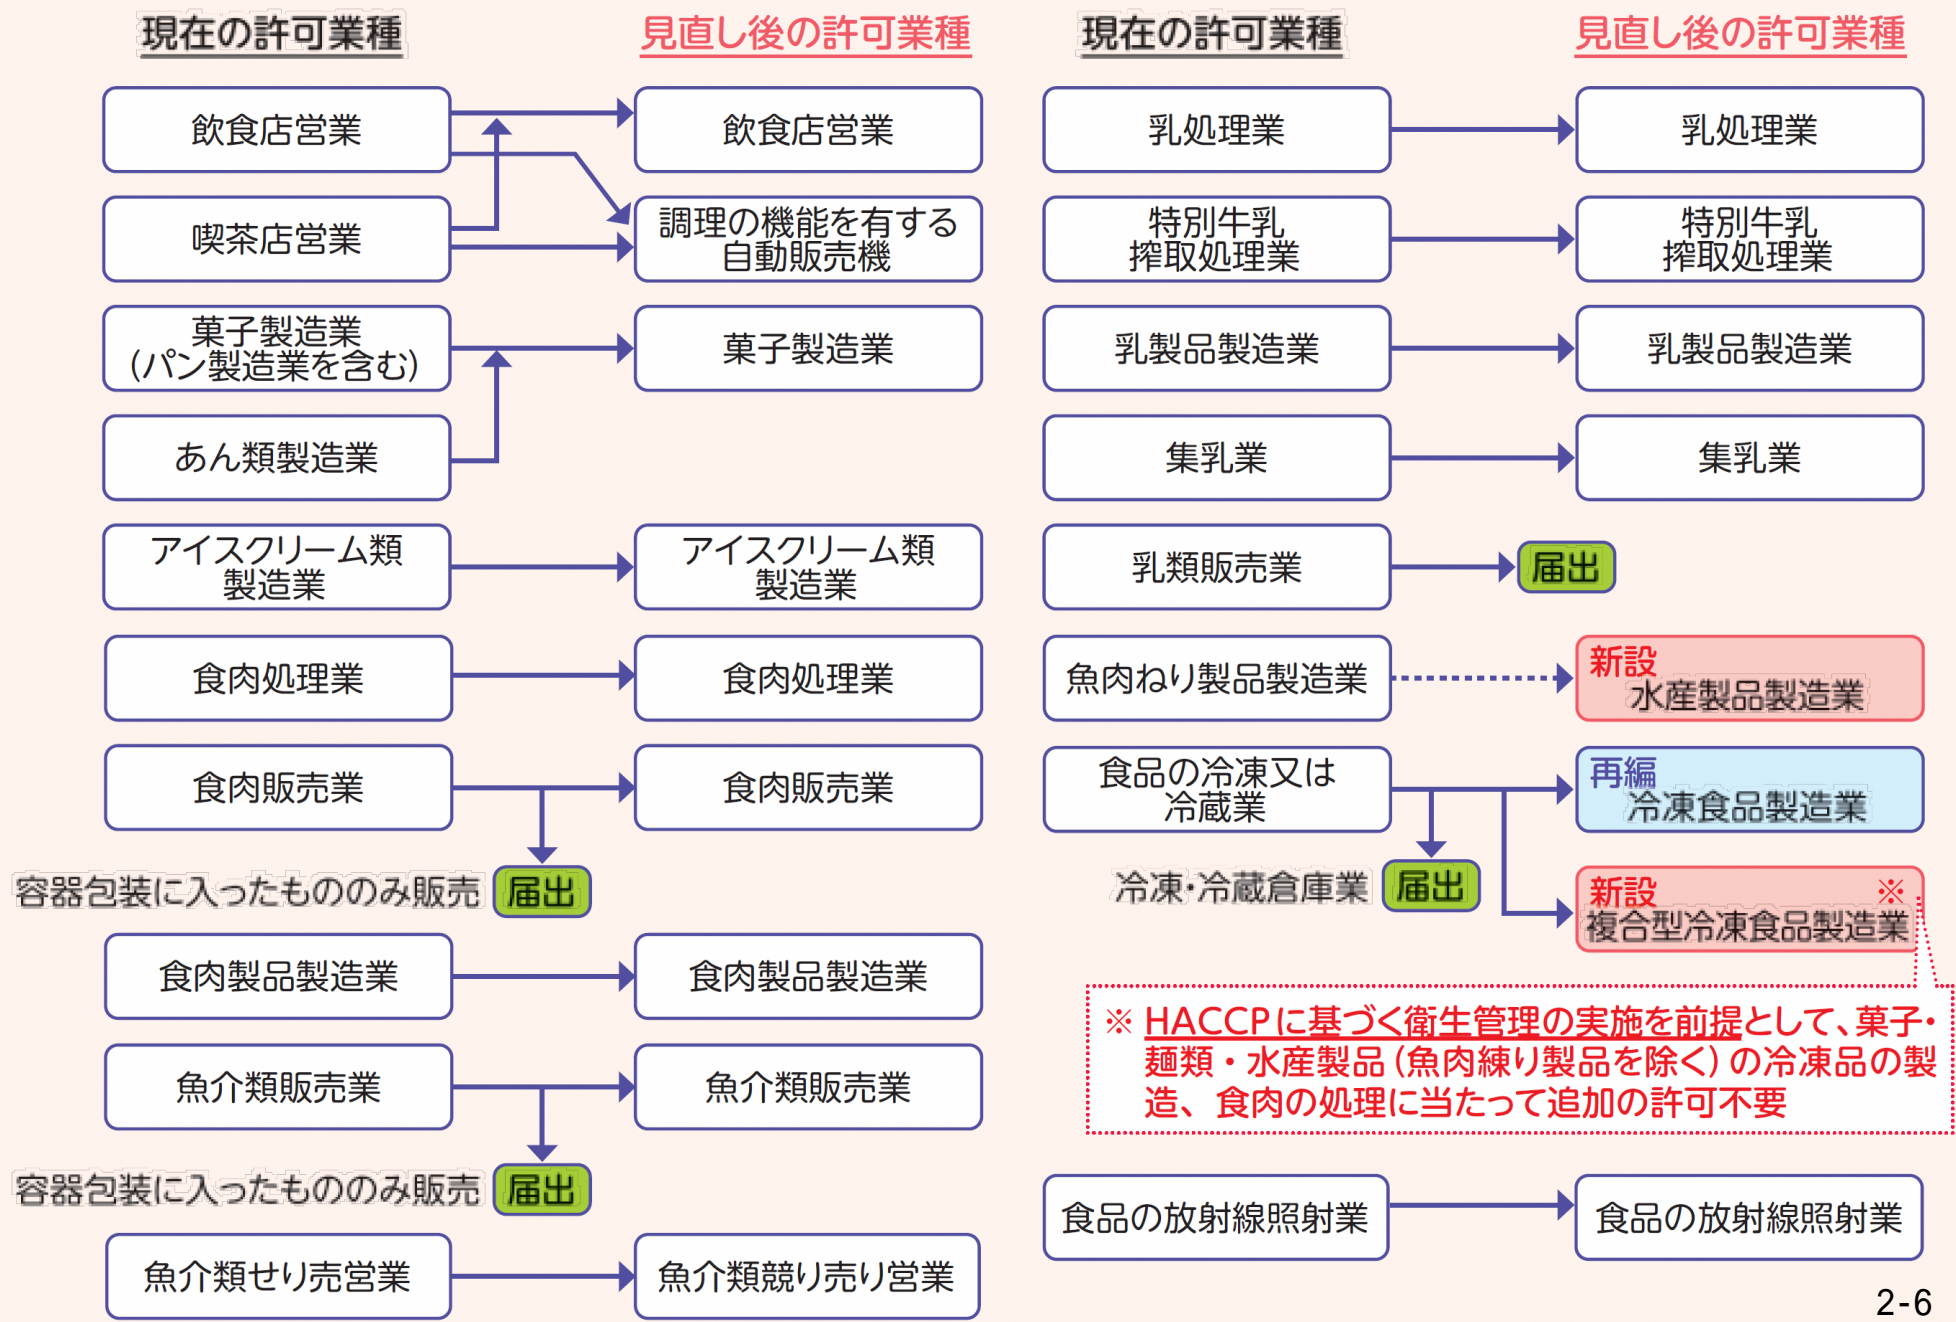 現在の許可業種
見直し後の許可業種
飲食店営業
飲食店営業
喫茶店営業
調理の機能を有する
自動販売機
菓子製造業
(パン製造業を含む)
菓子製造業
あん類製造業
アイスクリーム類
製造業
アイスクリーム類
製造業
食肉処理業
食肉処理業
食肉販売業
食肉販売業
容器包装に入ったもののみ販売
届出
食肉製品製造業
食肉製品製造業
魚介類販売業
魚介類販売業
容器包装に入ったもののみ販売
届出
魚介類せり売営業
魚介類競り売り営業
現在の許可業種
見直し後の許可業種
乳処理業
乳処理業
特別牛乳
搾取処理業
特別牛乳
搾取処理業
乳製品製造業
乳製品製造業
集乳業
集乳業
乳類販売業
届出
魚肉ねり製品製造業
新設
水産製品製造業
食品の冷凍又は
冷蔵業
再編
冷凍食品製造業
冷凍・冷蔵倉庫業
届出
新設 ※
複合型冷凍食品製造業
※ HACCPに基づく衛生管理の実施を前提として、菓子・
麺類・水産製品(魚肉練り製品を除く)の冷凍品の製
造、食肉の処理に当たって追加の許可不要
食品の放射線照射業
食品の放射線照射業
2-6